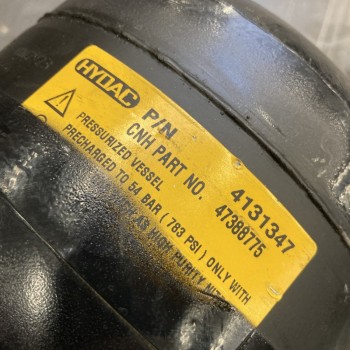 HYDAC
P/N 4131347
CNH PART NO. 47388775
PRESSURIZED VESSEL
PRECHARGED TO 54 BAR (783 PSI) ONLY WITH
HIGH PURITY